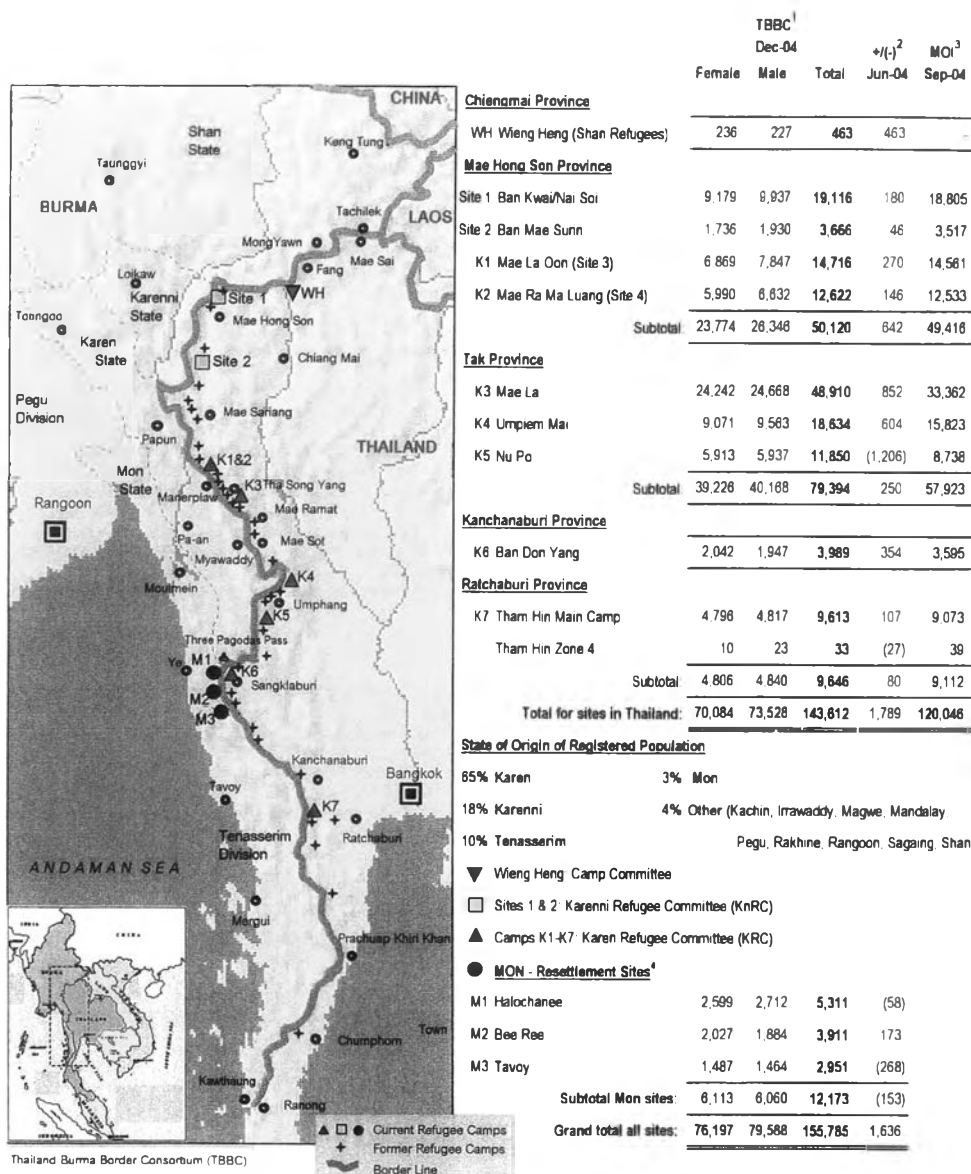 CHINA
Shan
State
Keng Tung
Taunggyi
BURMA
Tachilek
LAOS
MongYawn
Mae Sai
Fang
Loikaw
Karenni
State
Site 1
WH
Mae Hong Son
Toongoo
Karen
State
Site 2
Chiang Mai
Pegu
Division
Mae Sariang
Papun
THAILAND
K1&2
Mon
State
K3
Tha Song Yang
Manerplaw
Rangoon
Mae Ramat
Pa-an
Mae Sot
Myawaddy
Moulmein
K4
Umphang
K5
Three Pagodas Pass
Ye
M1
K6
Sangklaburi
M2
M3
Kanchanaburi
Bangkok
Tavoy
K7
Ratchaburi
Tenasserim
Division
ANDAMAN SEA
Mergui
Prachuap Khiri Khan
Town
Chumphorn
Kawthaung
Ranong
Current Refugee Camps
Former Refugee Camps
Border Line
CHINA
THAILAND
Thailand Burma Border Consortium (TBBC)
TBBC1
Dec-04 +/(-)2 MOI3
Female Male Total Jun-04 Sep-04
Chiengmai Province
WH Wieng Heng (Shan Refugees) 236 227 463 463 -
Mae Hong Son Province
Site 1 Ban Kwai/Nai Soi 9,179 9,937 19,116 180 18,805
Site 2 Ban Mae Surin 1,736 1,930 3,666 46 3,517
K1 Mae La Oon (Site 3) 6 869 7,847 14,716 270 14,561
K2 Mae Ra Ma Luang (Site 4) 5,990 6,632 12,622 146 12,533
Subtotal: 23,774 26,346 50,120 642 49,416
Tak Province
K3 Mae La 24,242 24,668 48,910 852 33,362
K4 Umpiem Mai 9,071 9,563 18,634 604 15,823
K5 Nu Po 5,913 5,937 11,850 (1,206) 8,738
Subtotal: 39,226 40,168 79,394 250 57,923
Kanchanaburi Province
K6 Ban Don Yang 2,042 1,947 3,989 354 3,595
Ratchaburi Province
K7 Tham Hin Main Camp 4,796 4,817 9,613 107 9,073
Tham Hin Zone 4 10 23 33 (27) 39
Subtotal: 4,806 4,840 9,646 80 9,112
Total for sites in Thailand: 70,084 73,528 143,612 1,789 120,046
State of Origin of Registered Population
65% Karen 3% Mon
18% Karenni 4% Other (Kachin, Irrawaddy, Magwe, Mandalay,
10% Tenasserim Pegu, Rakhine, Rangoon, Sagaing, Shan
Wieng Heng: Camp Committee
Sites 1 & 2: Karenni Refugee Committee (KnRC)
Camps K1-K7: Karen Refugee Committee (KRC)
MON - Resettlement Sites4
M1 Halochanee 2,599 2,712 5,311 (58)
M2 Bee Ree 2,027 1,884 3,911 173
M3 Tavoy 1,487 1,464 2,951 (268)
Subtotal Mon sites: 6,113 6,060 12,173 (153)
Grand total all sites: 76,197 79,588 155,785 1,636